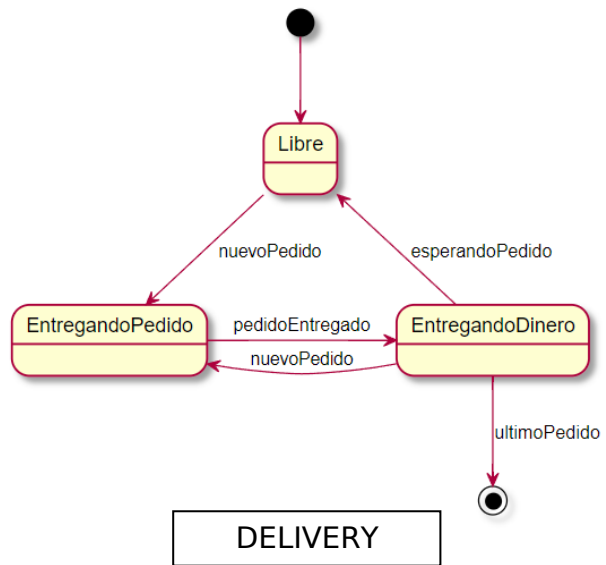 Libre
nuevoPedido
esperandoPedido
EntregandoPedido
pedidoEntregado
EntregandoDinero
nuevoPedido
ultimoPedido
DELIVERY